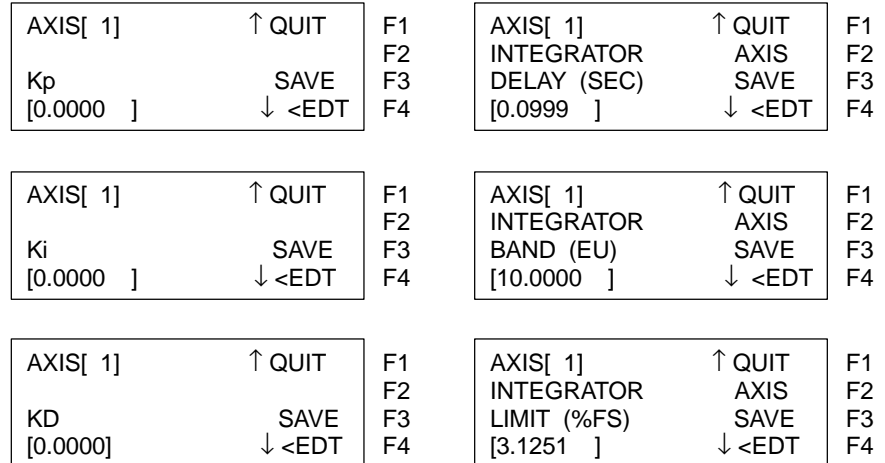 AXIS[ 1] ↑ QUIT F1
F2
Kp SAVE F3
[0.0000 ] ↓ <EDT F4
AXIS[ 1] ↑ QUIT F1
INTEGRATOR AXIS F2
DELAY (SEC) SAVE F3
[0.0999 ] ↓ <EDT F4
AXIS[ 1] ↑ QUIT F1
F2
Ki SAVE F3
[0.0000 ] ↓ <EDT F4
AXIS[ 1] ↑ QUIT F1
INTEGRATOR AXIS F2
BAND (EU) SAVE F3
[10.0000 ] ↓ <EDT F4
AXIS[ 1] ↑ QUIT F1
F2
KD SAVE F3
[0.0000] ↓ <EDT F4
AXIS[ 1] ↑ QUIT F1
INTEGRATOR AXIS F2
LIMIT (%FS) SAVE F3
[3.1251 ] ↓ <EDT F4